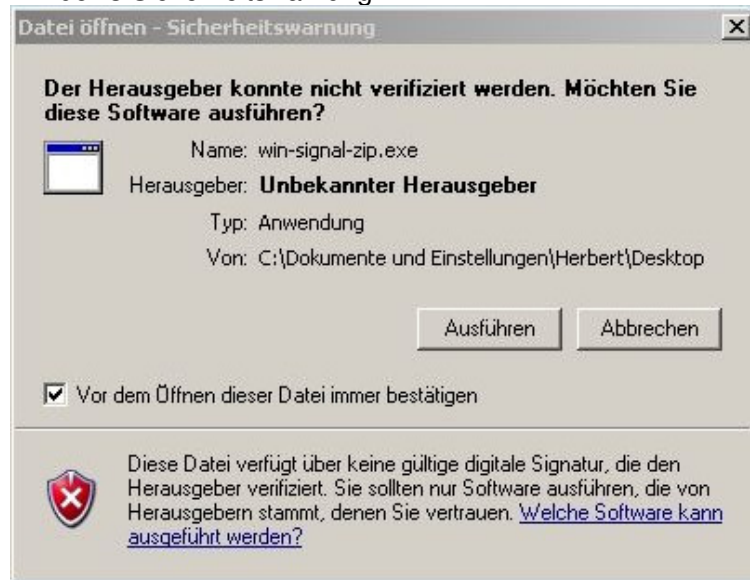 Datei öffnen - Sicherheitswarnung
Der Herausgeber konnte nicht verifiziert werden. Möchten Sie
diese Software ausführen?
Name: win-signal-zip.exe
Herausgeber: Unbekannter Herausgeber
Typ: Anwendung
Von: C:\Dokumente und Einstellungen\Herbert\Desktop
Ausführen Abbrechen
Vor dem Öffnen dieser Datei immer bestätigen
Diese Datei verfügt über keine gültige digitale Signatur, die den
Herausgeber verifiziert. Sie sollten nur Software ausführen, die von
Herausgebern stammt, denen Sie vertrauen. Welche Software kann
ausgeführt werden?